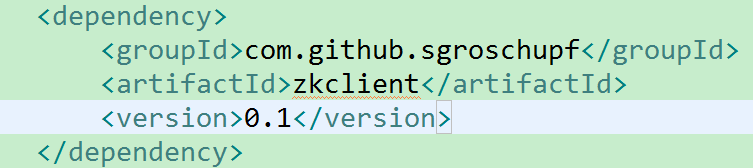 <dependency>
<groupId>com.github.sgroschupf</groupId>
<artifactId>zkclient</artifactId>
<version>0.1</version>
</dependency>